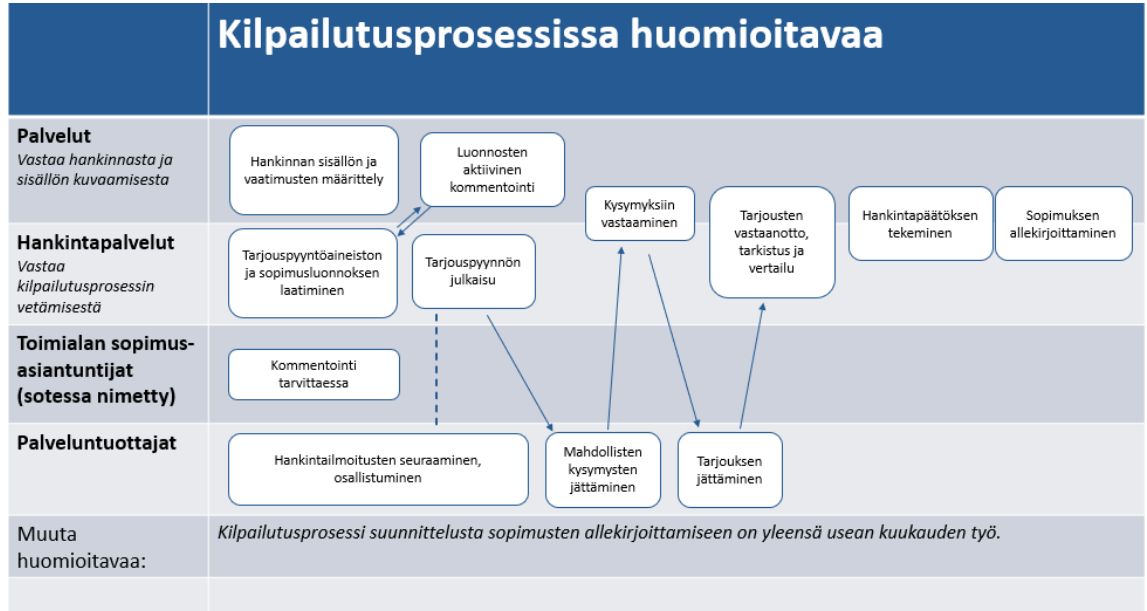 Kilpailutusprosessissa huomioitavaa
Palvelut
Vastaa hankinnasta ja
sisällön kuvaamisesta
Hankinnan sisällön ja
vaatimusten määrittely
Luonnosten
aktiivinen
kommentointi
Kysymyksiin
vastaaminen
Tarjousten
vastaanotto,
tarkistus ja
vertailu
Hankintapäätöksen
tekeminen
Sopimuksen
allekirjoittaminen
Hankintapalvelut
Vastaa
kilpailutusprosessin
vetämisestä
Tarjouspyyntöaineiston
ja sopimusluonnoksen
laatiminen
Tarjouspyynnön
julkaisu
Toimialan sopimus-
asiantuntijat
(sotessa nimetty)
Kommentointi
tarvittaessa
Palveluntuottajat
Hankintailmoitusten seuraaminen,
osallistuminen
Mahdollisten
kysymysten
jättäminen
Tarjouksen
jättäminen
Muuta
huomioitavaa:
Kilpailutusprosessi suunnittelusta sopimusten allekirjoittamiseen on yleensä usean kuukauden työ.